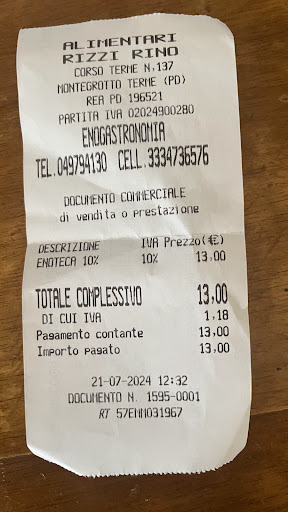 ALIMENTARI
RIZZI RINO
CORSO TERME N.137
MONTEGROTTO TERME (PD)
REA PD 196521
PARTITA IVA 02024900280
ENOGASTRONOMIA
TEL.049794130 CELL.3334736576
DOCUMENTO COMMERCIALE
di vendita o prestazione
DESCRIZIONE IVA Prezzo(€)
ENOTECA 10% 10% 13,00
TOTALE COMPLESSIVO 13,00
DI CUI IVA 1,18
Pagamento contante 13,00
Importo pagato 13,00
21-07-2024 12:32
DOCUMENTO N. 1595-0001
RT 57EMM031967